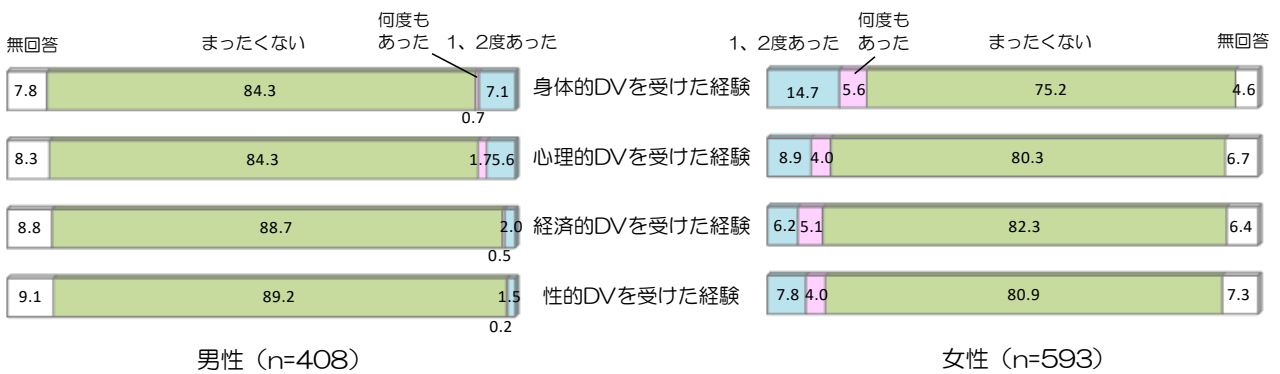 無回答 まったくない 何度も
あった 1、2度あった
1、2度あった 何度も
あった まったくない 無回答
7.8 84.3 0.7 7.1 身体的DVを受けた経験 14.7 5.6 75.2 4.6
8.3 84.3 1.7 5.6 心理的DVを受けた経験 8.9 4.0 80.3 6.7
8.8 88.7 0.5 2.0 経済的DVを受けた経験 6.2 5.1 82.3 6.4
9.1 89.2 0.2 1.5 性的DVを受けた経験 7.8 4.0 80.9 7.3
男性（n=408） 女性（n=593）